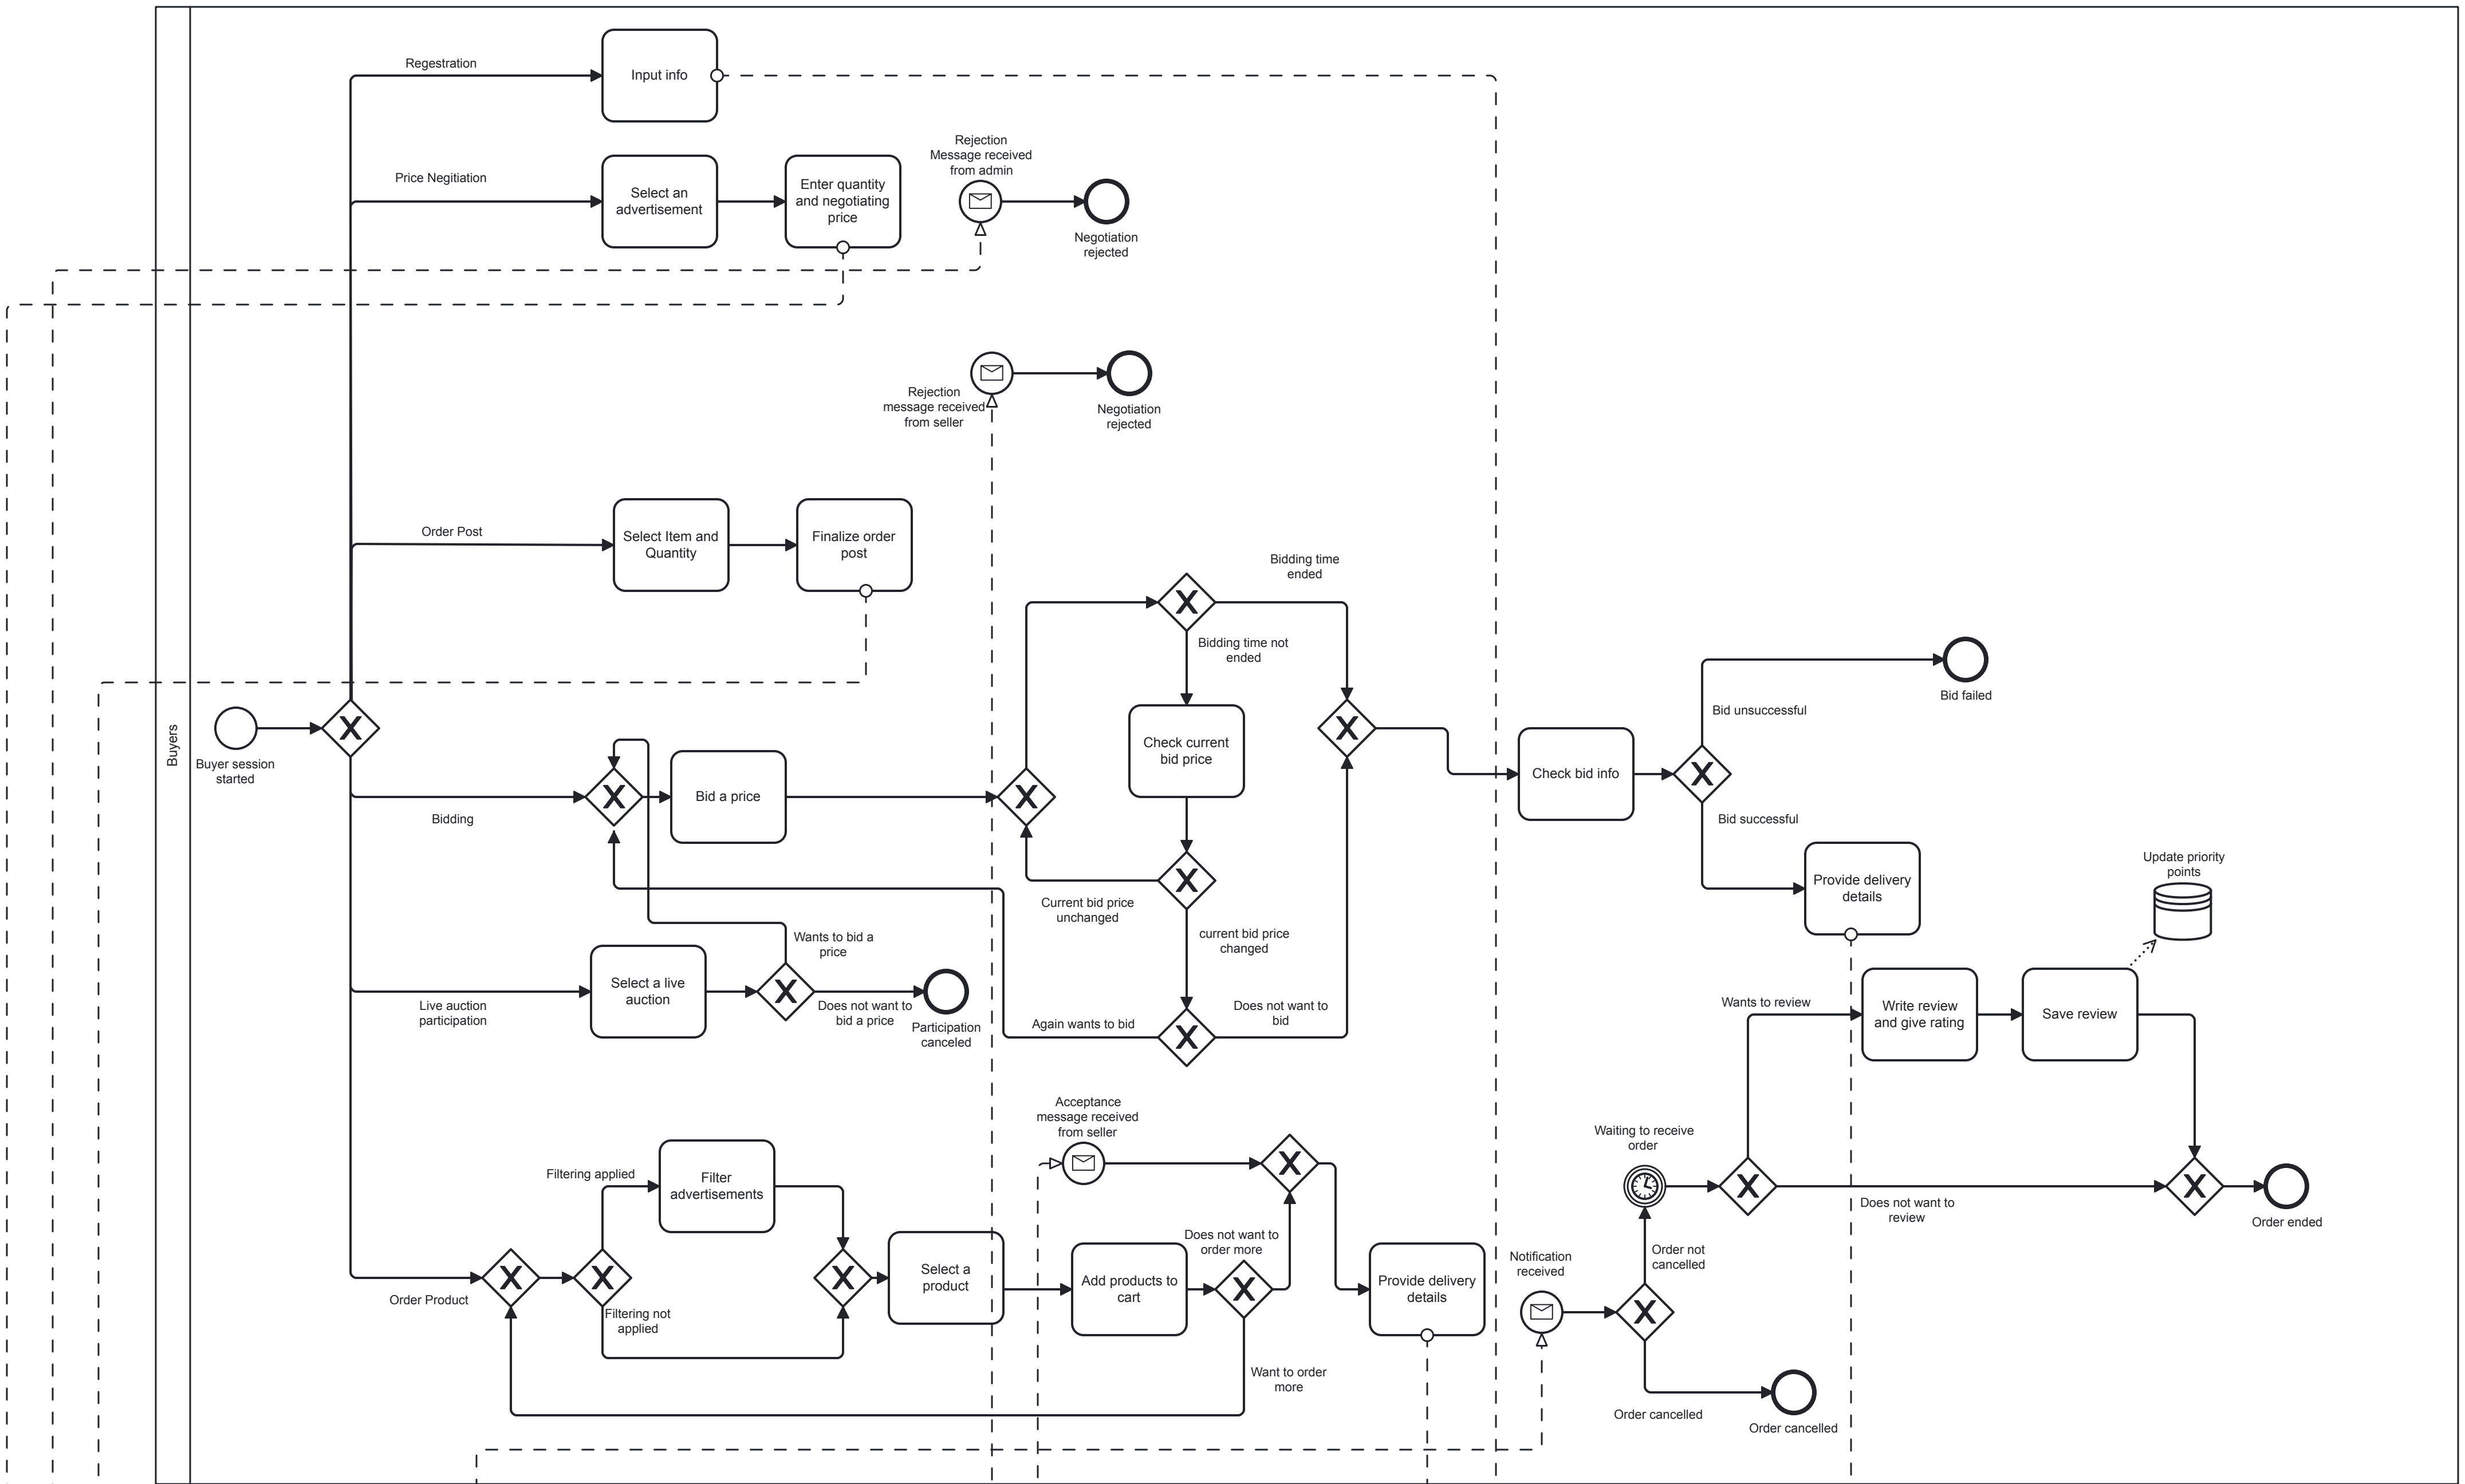 Regestration
Input info
Rejection
Message received
from admin
Price Negitiation
Select an
advertisement
Enter quantity
and negotiating
price
Negotiation
rejected
Rejection
message received
from seller
Negotiation
rejected
Order Post
Select Item and
Quantity
Finalize order
post
Bidding time
ended
Bidding time not
ended
Bid failed
Bid unsuccessful
Buyers
Buyer session
started
Check current
bid price
Check bid info
Bidding
Bid a price
Bid successful
Update priority
points
Provide delivery
details
Current bid price
unchanged
current bid price
changed
Wants to bid a
price
Select a live
auction
Live auction
participation
Does not want to
bid a price
Participation
canceled
Again wants to bid
Does not want to
bid
Wants to review
Write review
and give rating
Save review
Acceptance
message received
from seller
Waiting to receive
order
Filtering applied
Filter
advertisements
Does not want to
review
Order ended
Does not want to
order more
Order not
cancelled
Notification
received
Order Product
Filtering not
applied
Select a
product
Add products to
cart
Provide delivery
details
Want to order
more
Order cancelled
Order cancelled